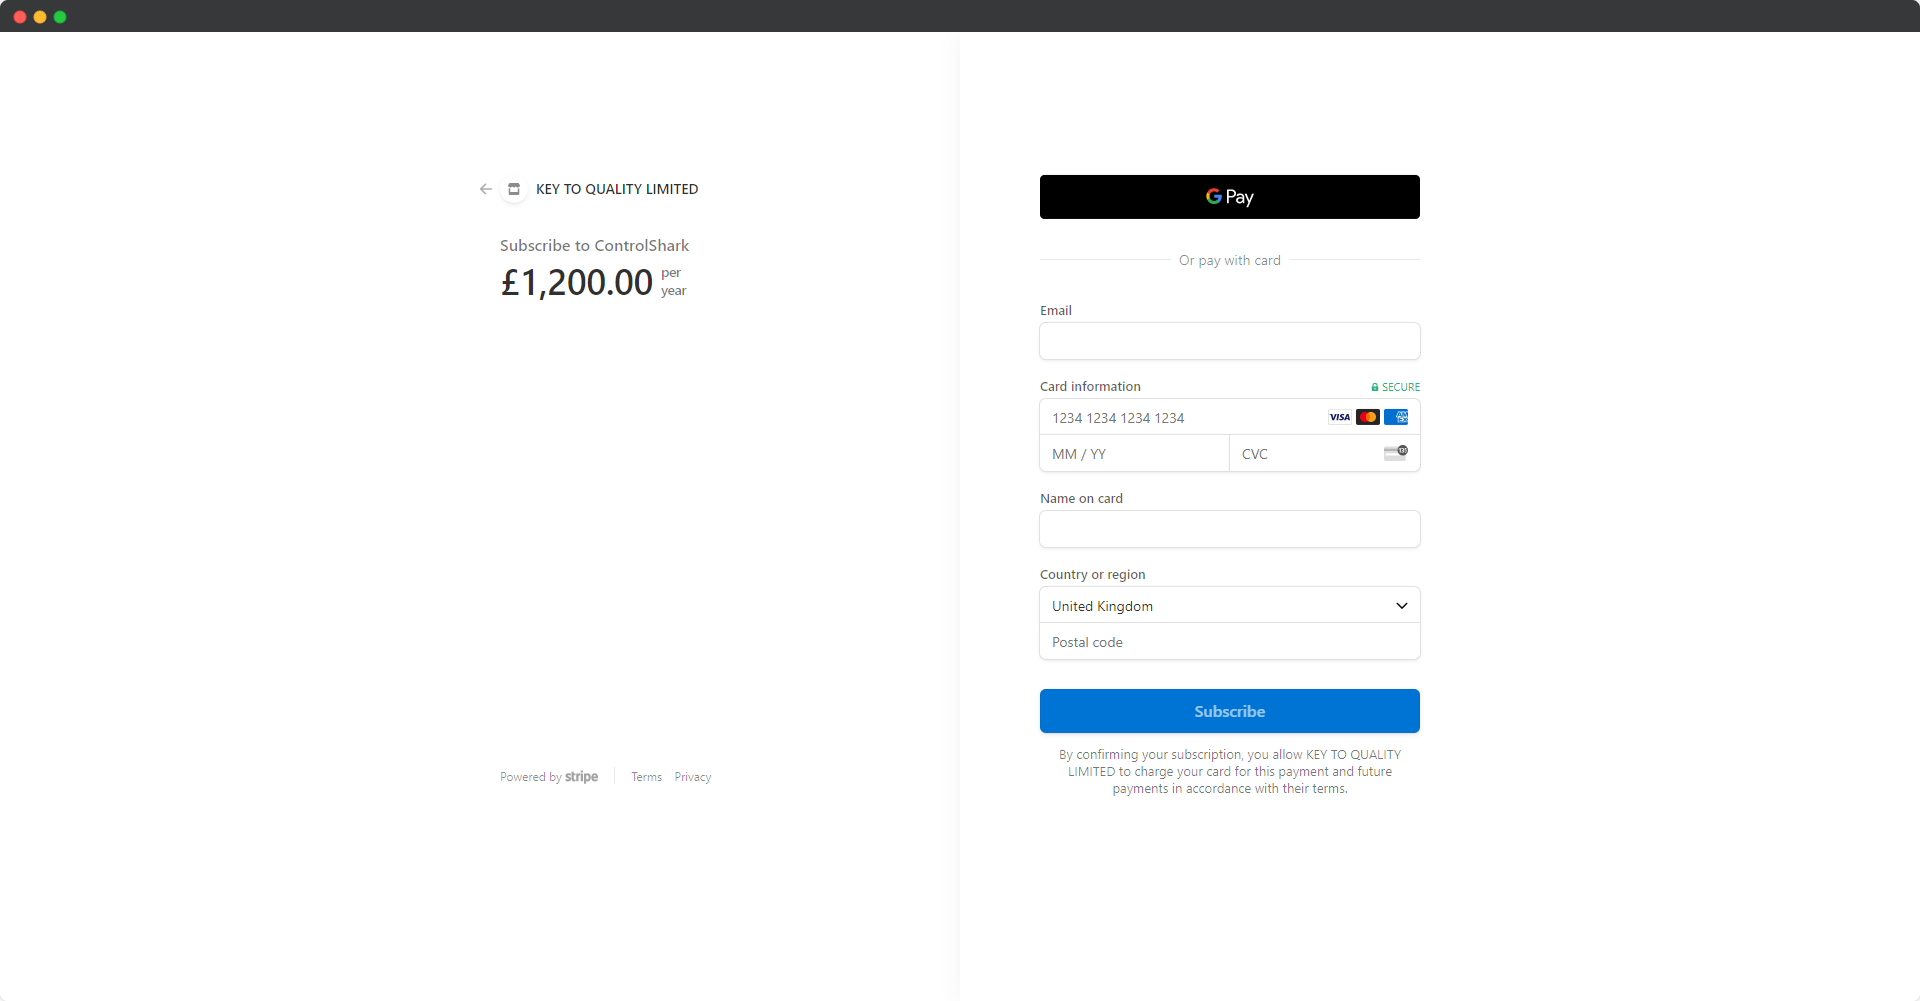 KEY TO QUALITY LIMITED
Subscribe to ControlShark
£1,200.00 per
year
Powered by stripe
Terms
Privacy
G Pay
Or pay with card
Email
Card information
SECURE
1234 1234 1234 1234
VISA
MM / YY
CVC
Name on card
Country or region
United Kingdom
Postal code
Subscribe
By confirming your subscription, you allow KEY TO QUALITY
LIMITED to charge your card for this payment and future
payments in accordance with their terms.